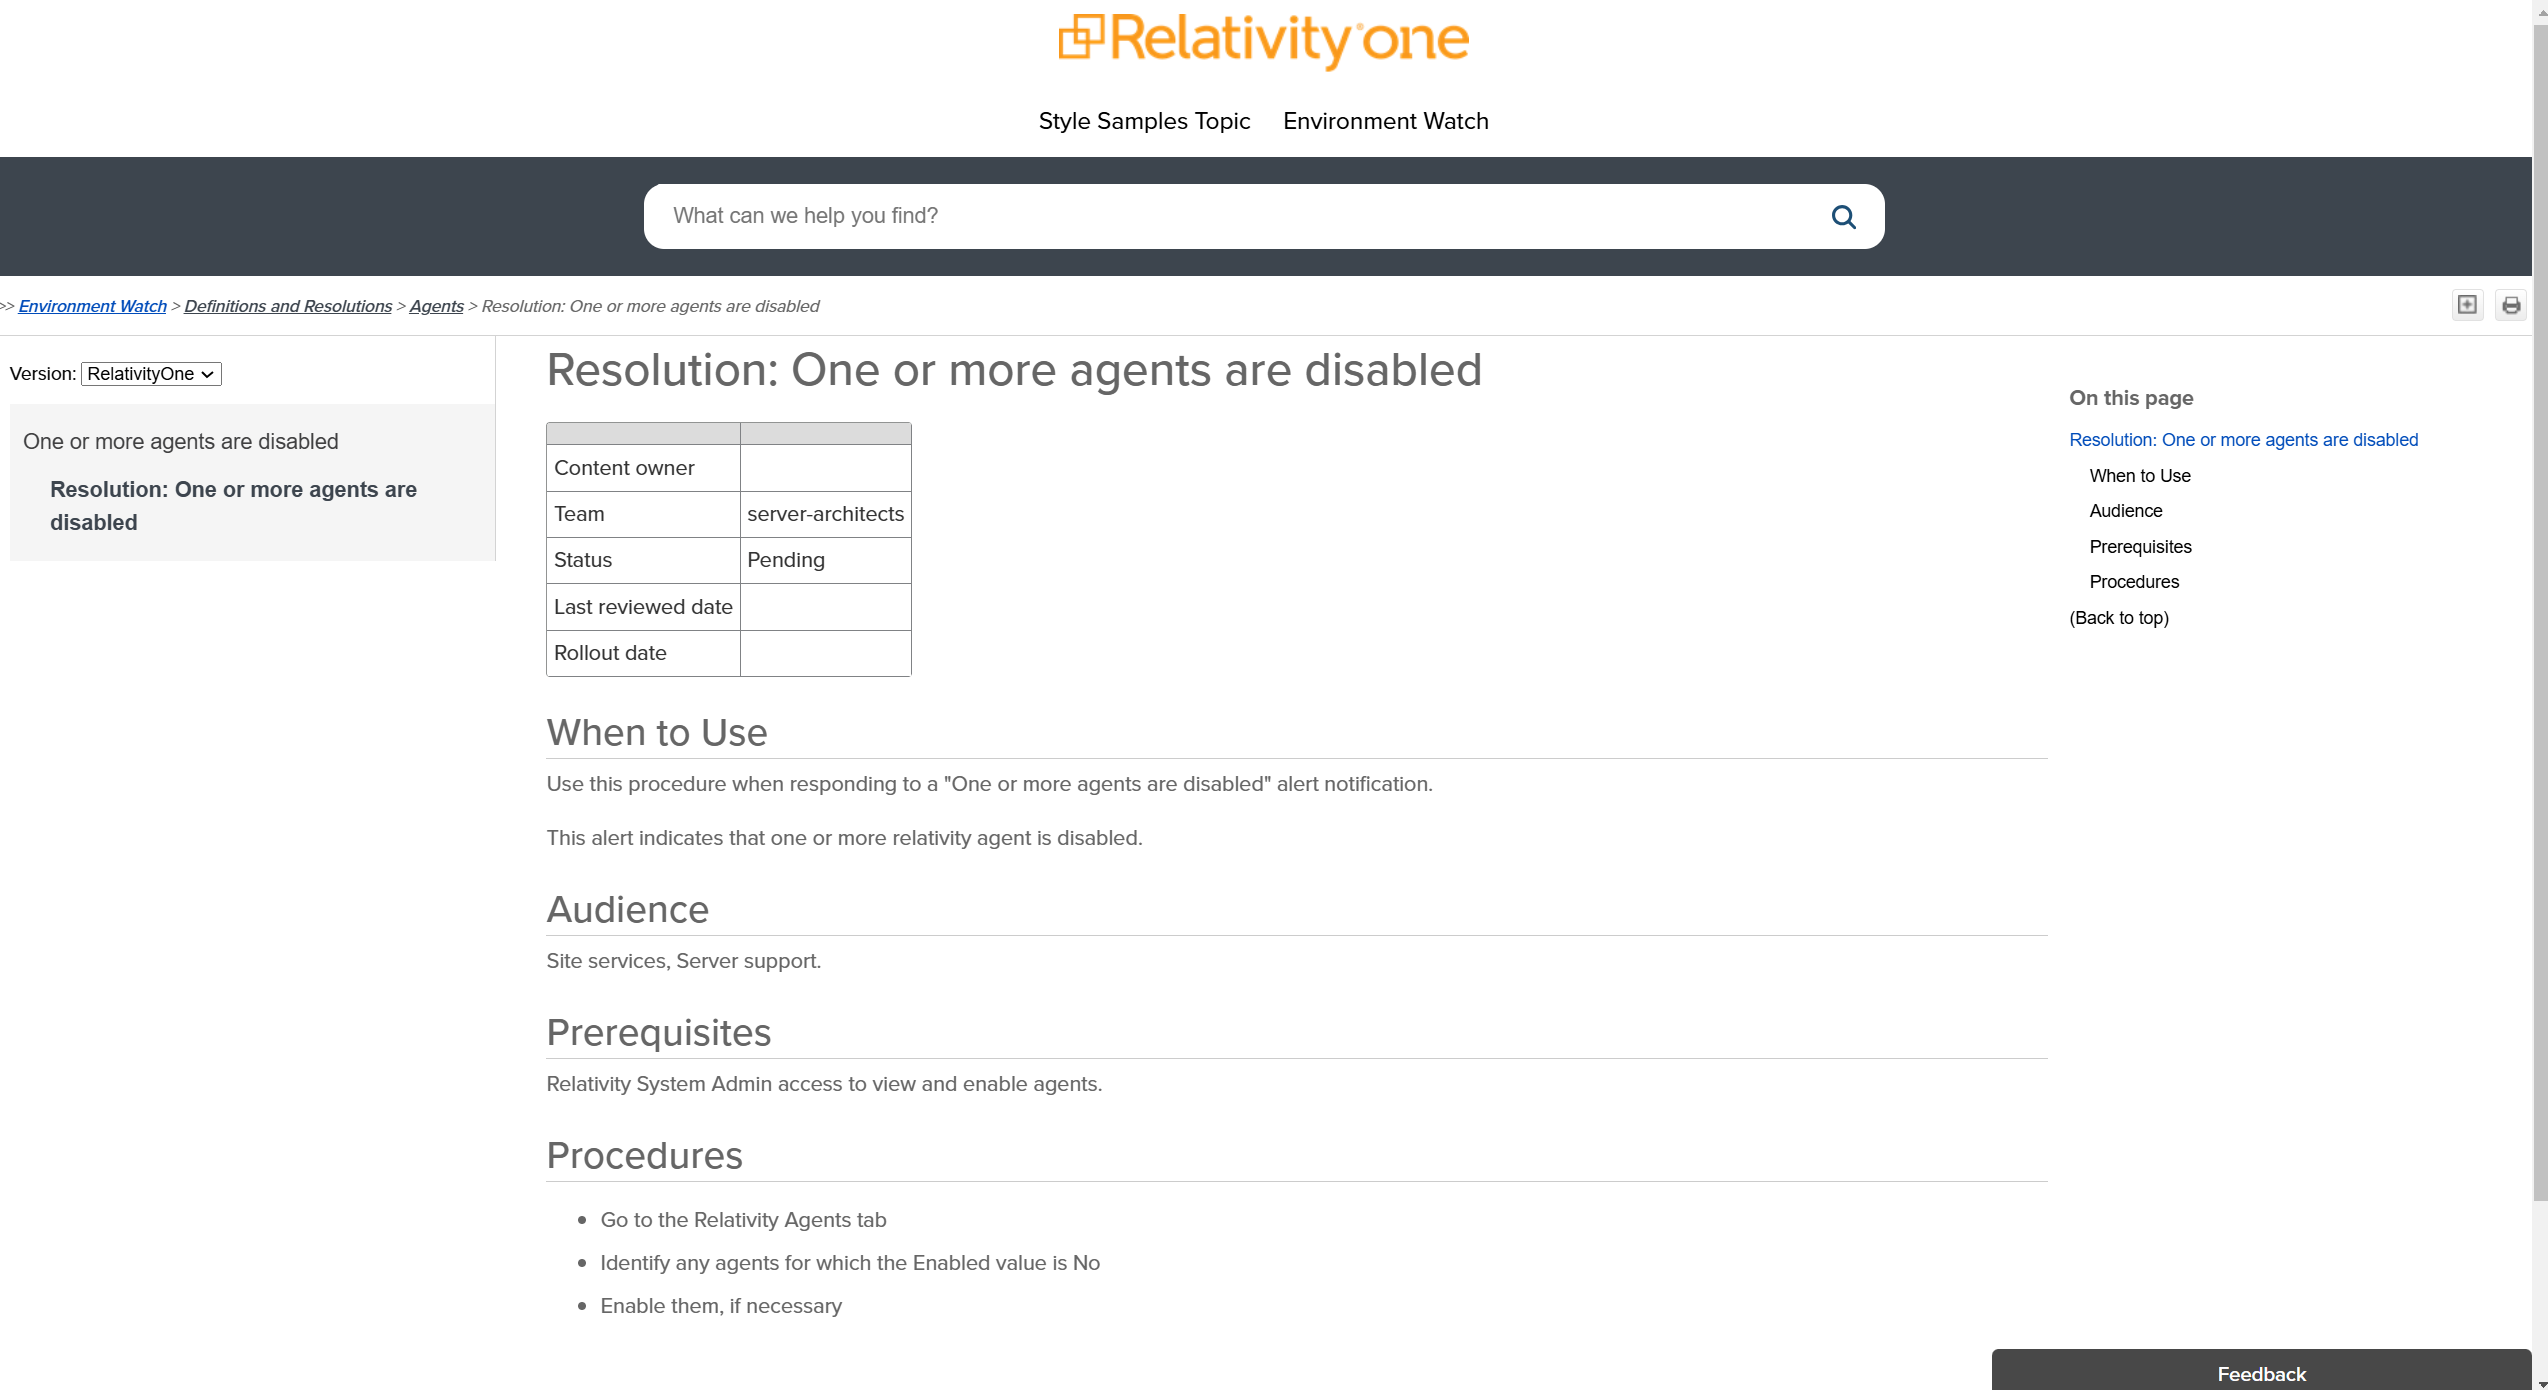 Relativity one
Style Samples Topic Environment Watch
What can we help you find?
>> Environment Watch > Definitions and Resolutions > Agents > Resolution: One or more agents are disabled
Version: RelativityOne
One or more agents are disabled
Resolution: One or more agents are
disabled
Resolution: One or more agents are disabled
Content owner
Team server-architects
Status Pending
Last reviewed date
Rollout date
When to Use
Use this procedure when responding to a "One or more agents are disabled" alert notification.
This alert indicates that one or more relativity agent is disabled.
Audience
Site services, Server support.
Prerequisites
Relativity System Admin access to view and enable agents.
Procedures
• Go to the Relativity Agents tab
• Identify any agents for which the Enabled value is No
• Enable them, if necessary
On this page
Resolution: One or more agents are disabled
When to Use
Audience
Prerequisites
Procedures
(Back to top)
Feedback